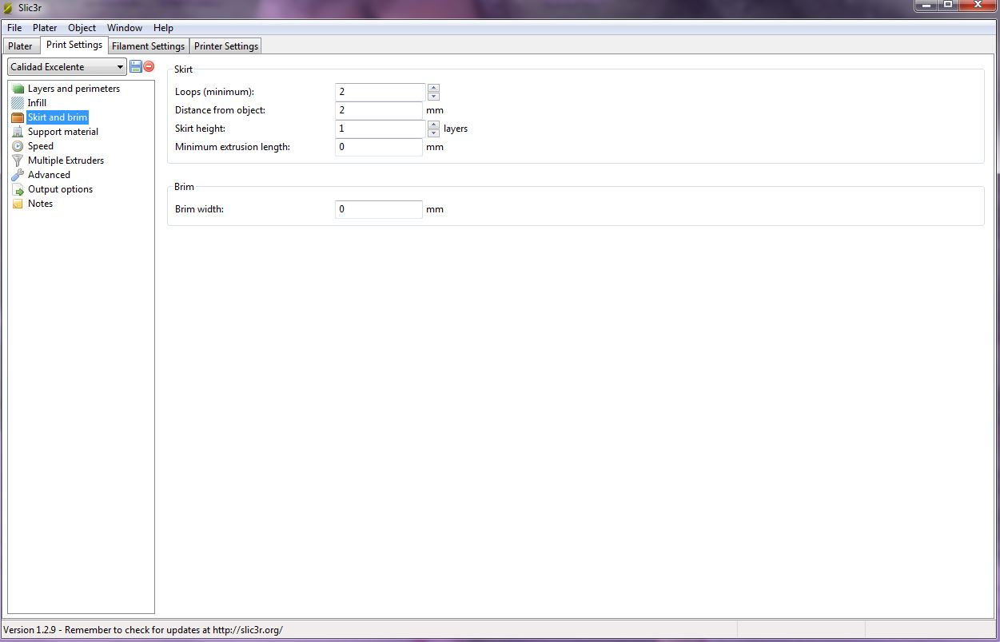 Slic3r
File Plater Object Window Help
Plater Print Settings Filament Settings Printer Settings
Calidad Excelente
Layers and perimeters
Infill
Skirt and brim
Support material
Speed
Multiple Extruders
Advanced
Output options
Notes
Skirt
Loops (minimum): 2
Distance from object: 2 mm
Skirt height: 1 layers
Minimum extrusion length: 0 mm
Brim
Brim width: 0 mm
Version 1.2.9 - Remember to check for updates at http://slic3r.org/